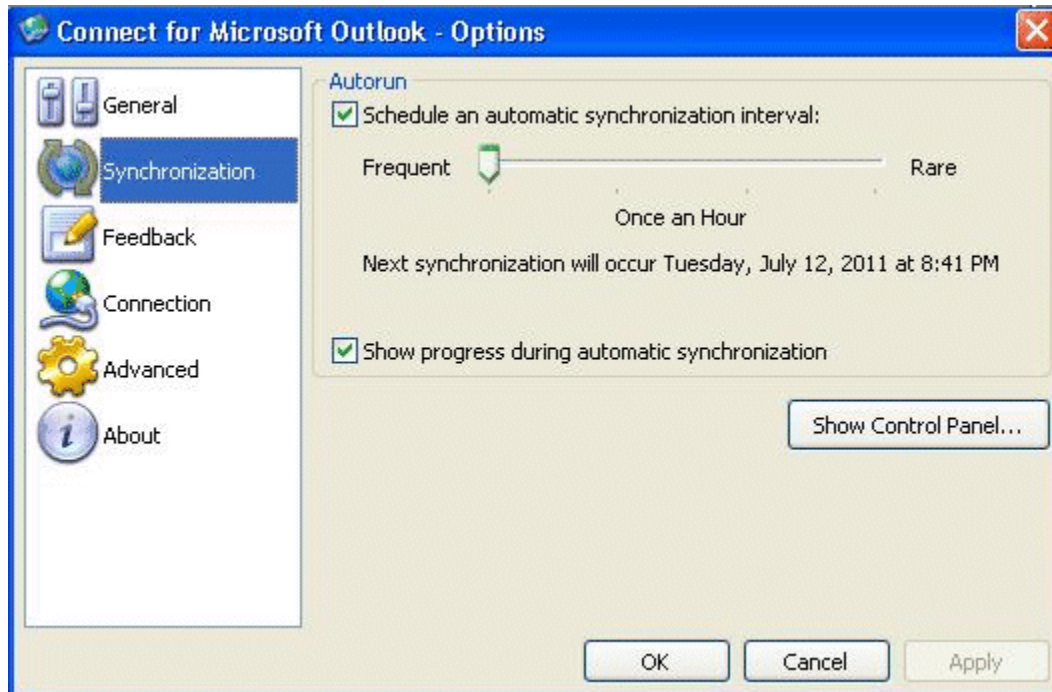 Connect for Microsoft Outlook - Options
General
Synchronization
Feedback
Connection
Advanced
About
Autorun
Schedule an automatic synchronization interval:
Frequent Rare
Once an Hour
Next synchronization will occur Tuesday, July 12, 2011 at 8:41 PM
Show progress during automatic synchronization
Show Control Panel...
OK Cancel Apply